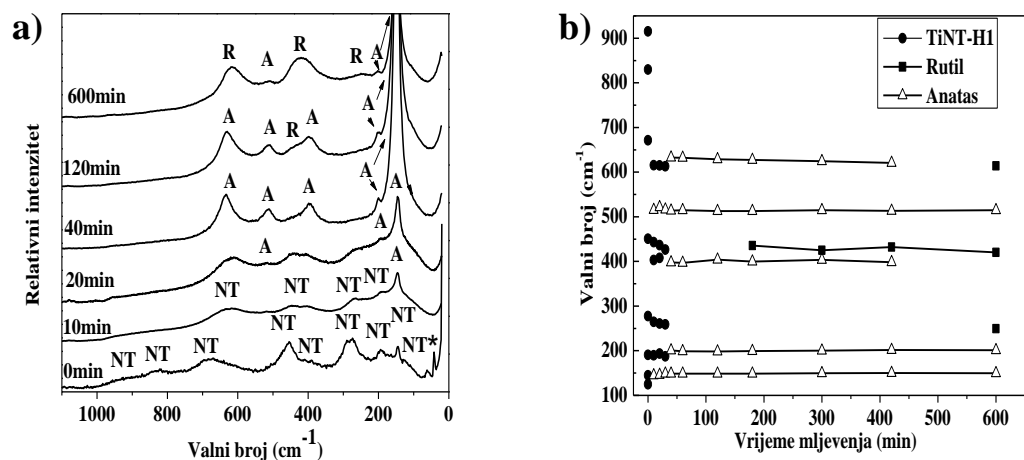 a)
Relativni intenzitet
600min
R
A
R
R
A
120min
A
A
R
A
A
40min
A
A
A
A
A
20min
A
A
A
10min
NT
NT
NT
NT
NT
0min
NT
NT
NT
NT
NT
NT
NT
NT*
1000
800
600
400
200
0
Valni broj (cm-1)
b)
Valni broj (cm-1)
900
800
700
600
500
400
300
200
100
TiNT-H1
Rutil
Anatas
0
100
200
300
400
500
600
Vrijeme mljevenja (min)